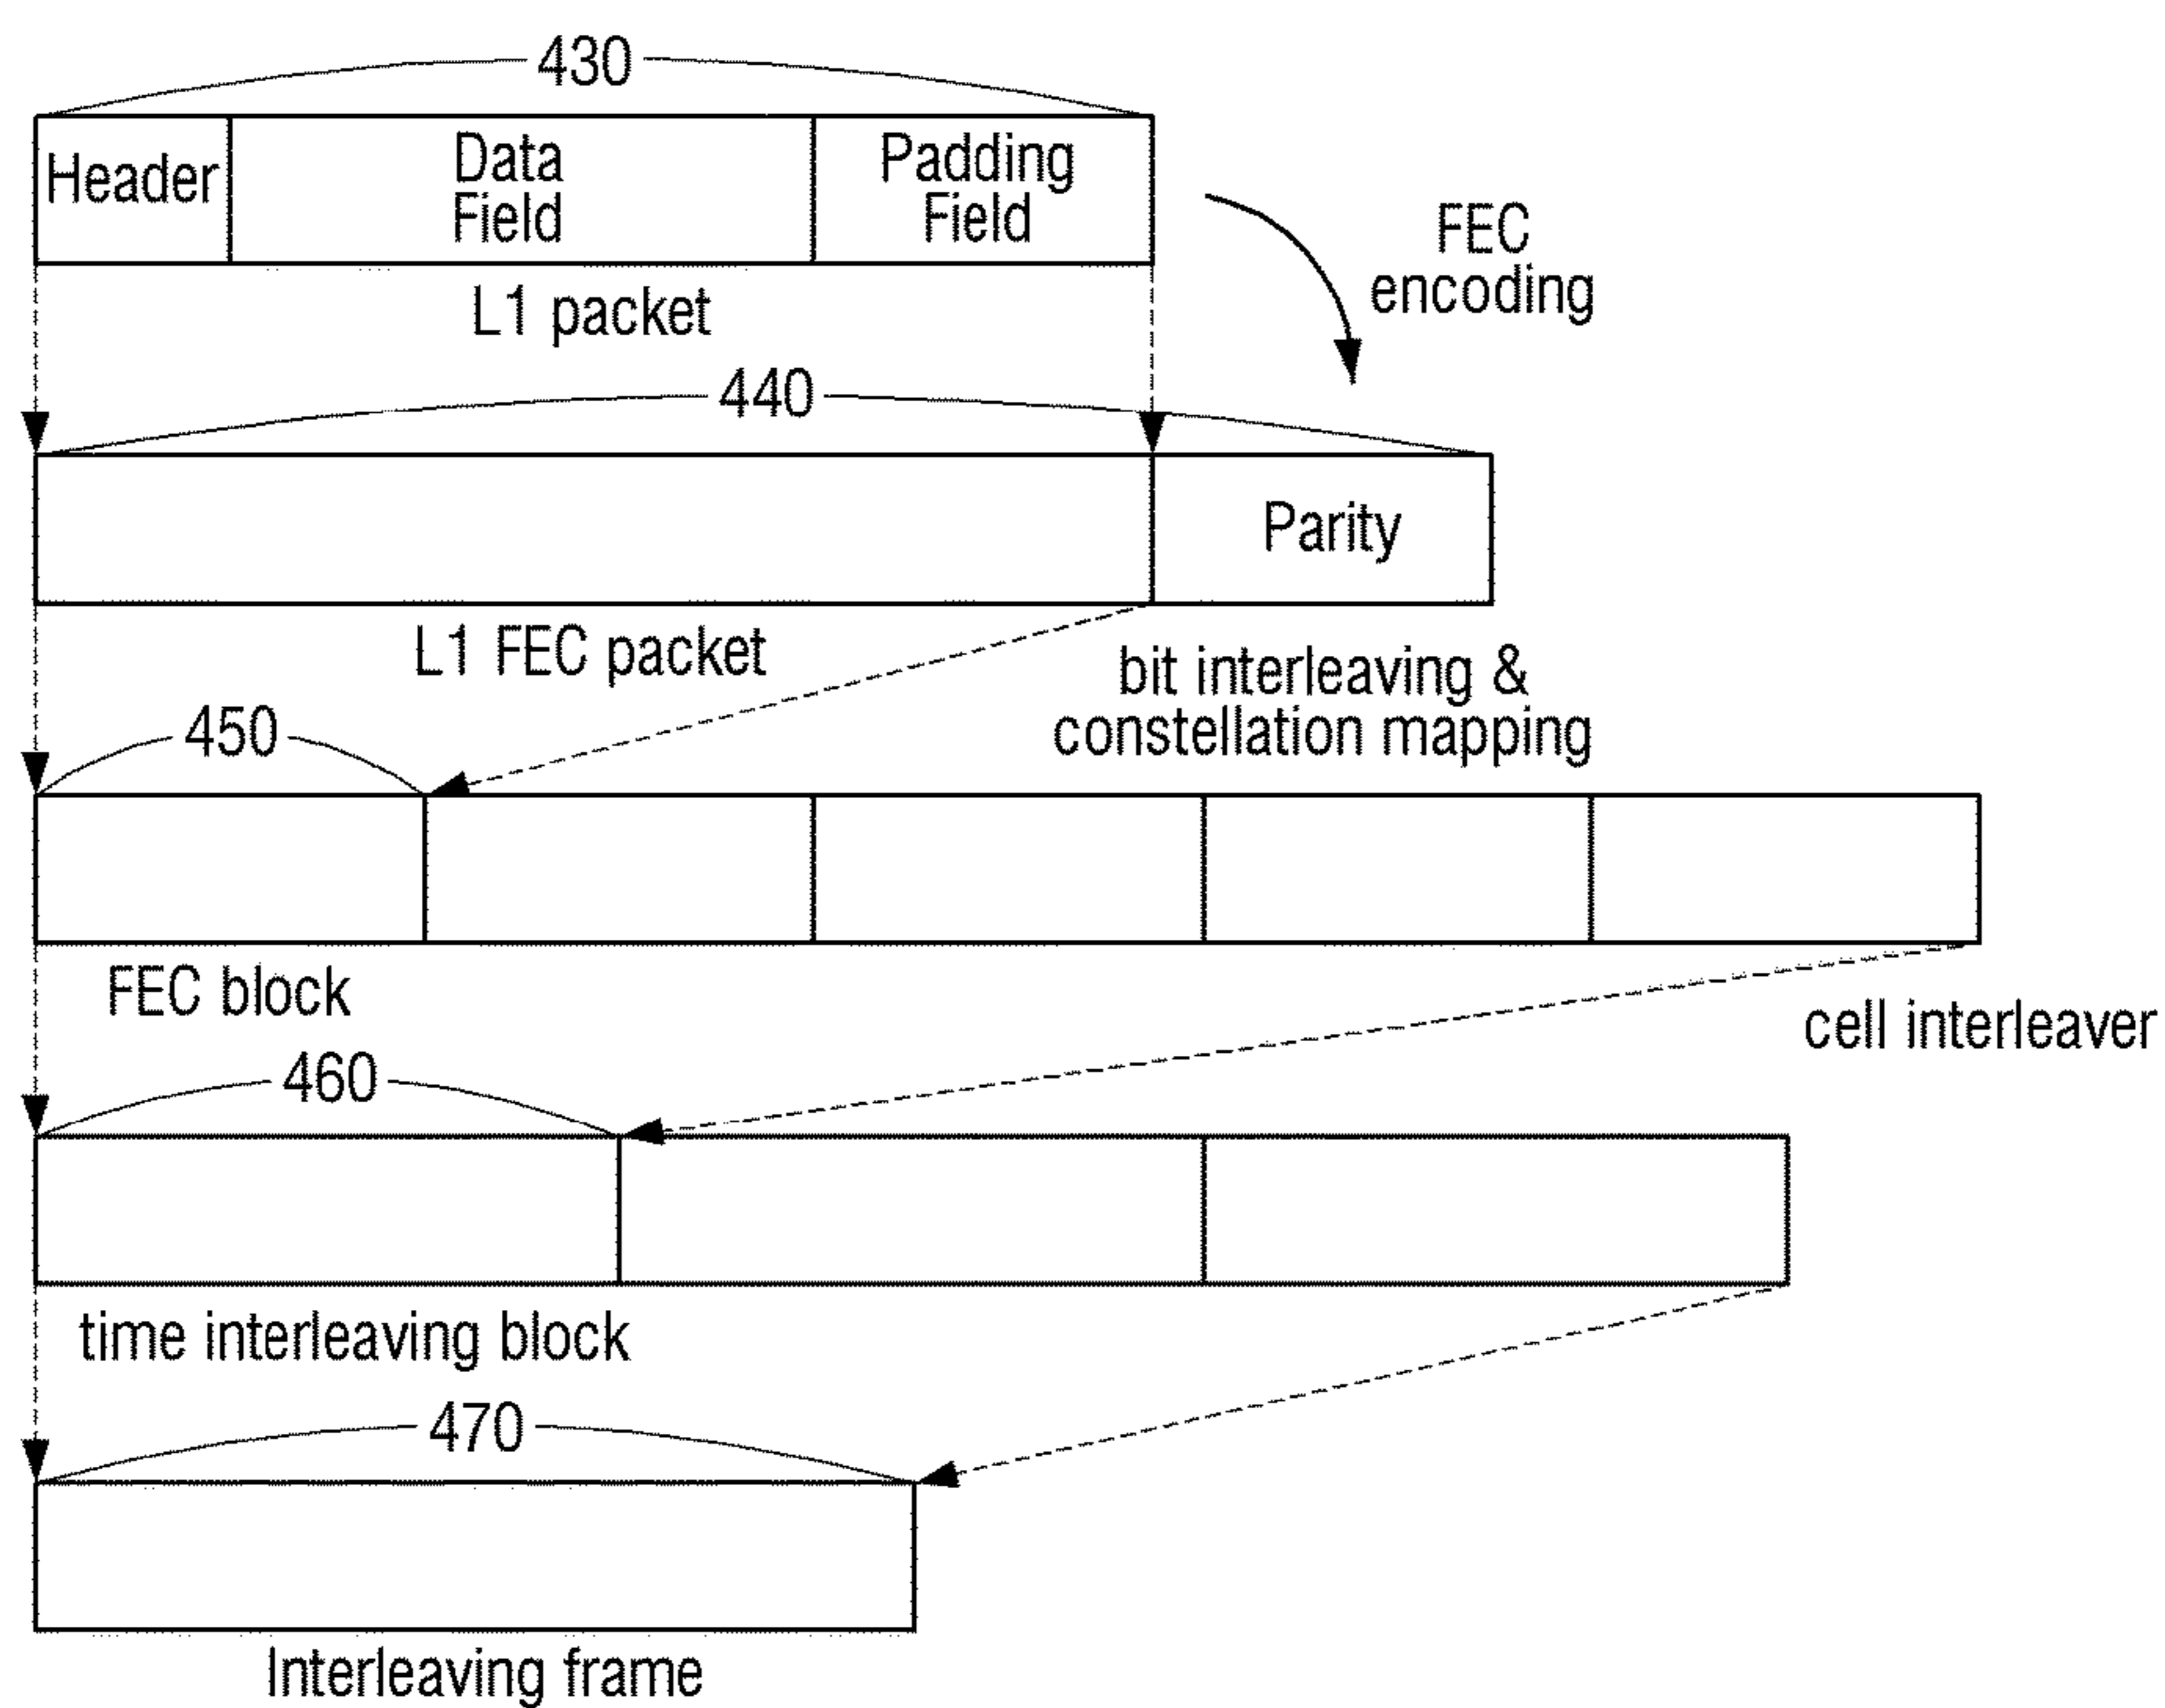 430
Header
Data
Field
Padding
Field
FEC
encoding
L1 packet
440
Parity
L1 FEC packet
bit interleaving &
constellation mapping
450
FEC block
cell interleaver
460
time interleaving block
470
Interleaving frame